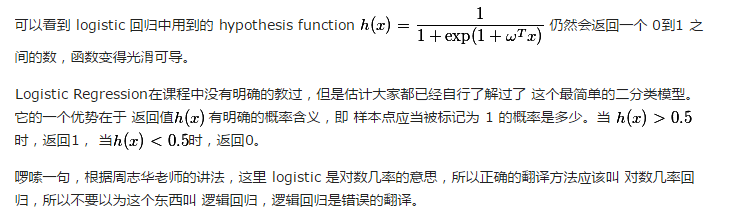 可以看到 logistic 回归中用到的 hypothesis function h(x) = \frac{1}{1 + \exp(1 + \omega^T x)} 仍然会返回一个 0到1 之
间的数，函数变得光滑可导。
Logistic Regression在课程中没有明确的教过，但是估计大家都已经自行了解过了 这个最简单的二分类模型。
它的一个优势在于 返回值h(x) 有明确的概率含义，即 样本点应当被标记为 1 的概率是多少。当 h(x) > 0.5
时，返回1， 当h(x) < 0.5时，返回0。
啰嗦一句，根据周志华老师的讲法，这里 logistic 是对数几率的意思，所以正确的翻译方法应该叫 对数几率回
归，所以不要以为这个东西叫 逻辑回归，逻辑回归是错误的翻译。